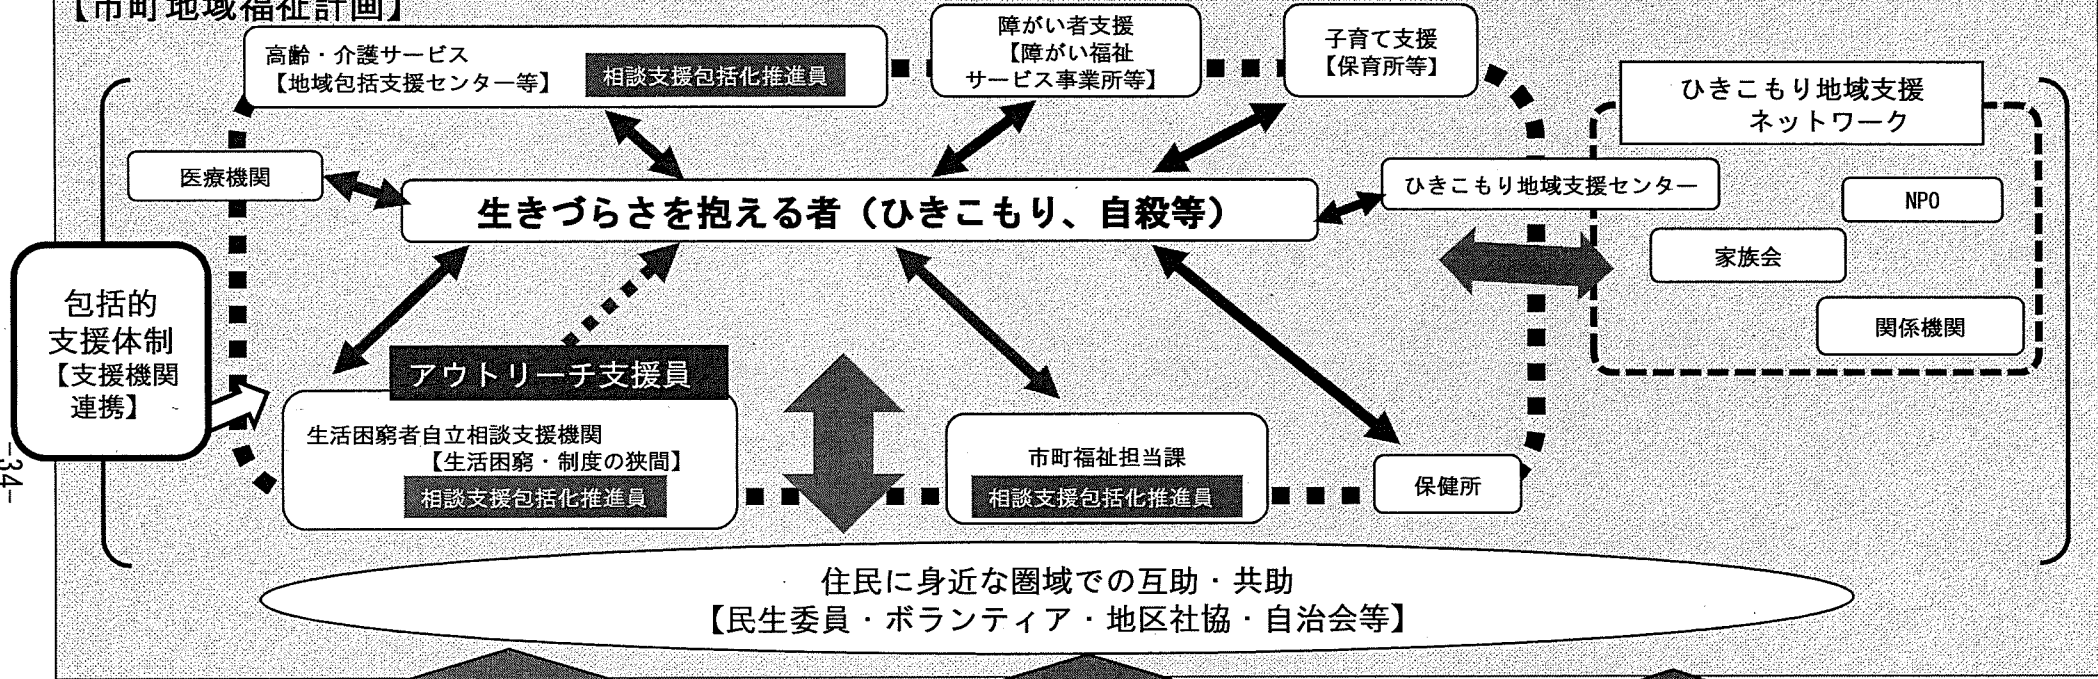 【市町地域福祉計画】
高齢・介護サービス
【地域包括支援センター等】
相談支援包括化推進員
障がい者支援
【障がい福祉
サービス事業所等】
子育て支援
【保育所等】
ひきこもり地域支援
ネットワーク
医療機関
生きづらさを抱える者（ひきこもり、自殺等）
ひきこもり地域支援センター
NPO
家族会
関係機関
包括的
支援体制
【支援機関
連携】
アウトリーチ支援員
生活困窮者自立相談支援機関
【生活困窮・制度の狭間】
相談支援包括化推進員
市町福祉担当課
相談支援包括化推進員
保健所
住民に身近な圏域での互助・共助
【民生委員・ボランティア・地区社協・自治会等】
-34-